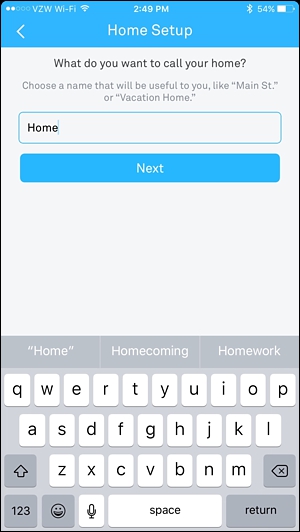 VZW Wi-Fi 2:49 PM 54%
Home Setup
What do you want to call your home?
Choose a name that will be useful to you, like “Main St.”
or “Vacation Home.”
Home
Next
“Home” Homecoming Homework
q w e r t y u i o p
a s d f g h j k l
z x c v b n m
123 space return